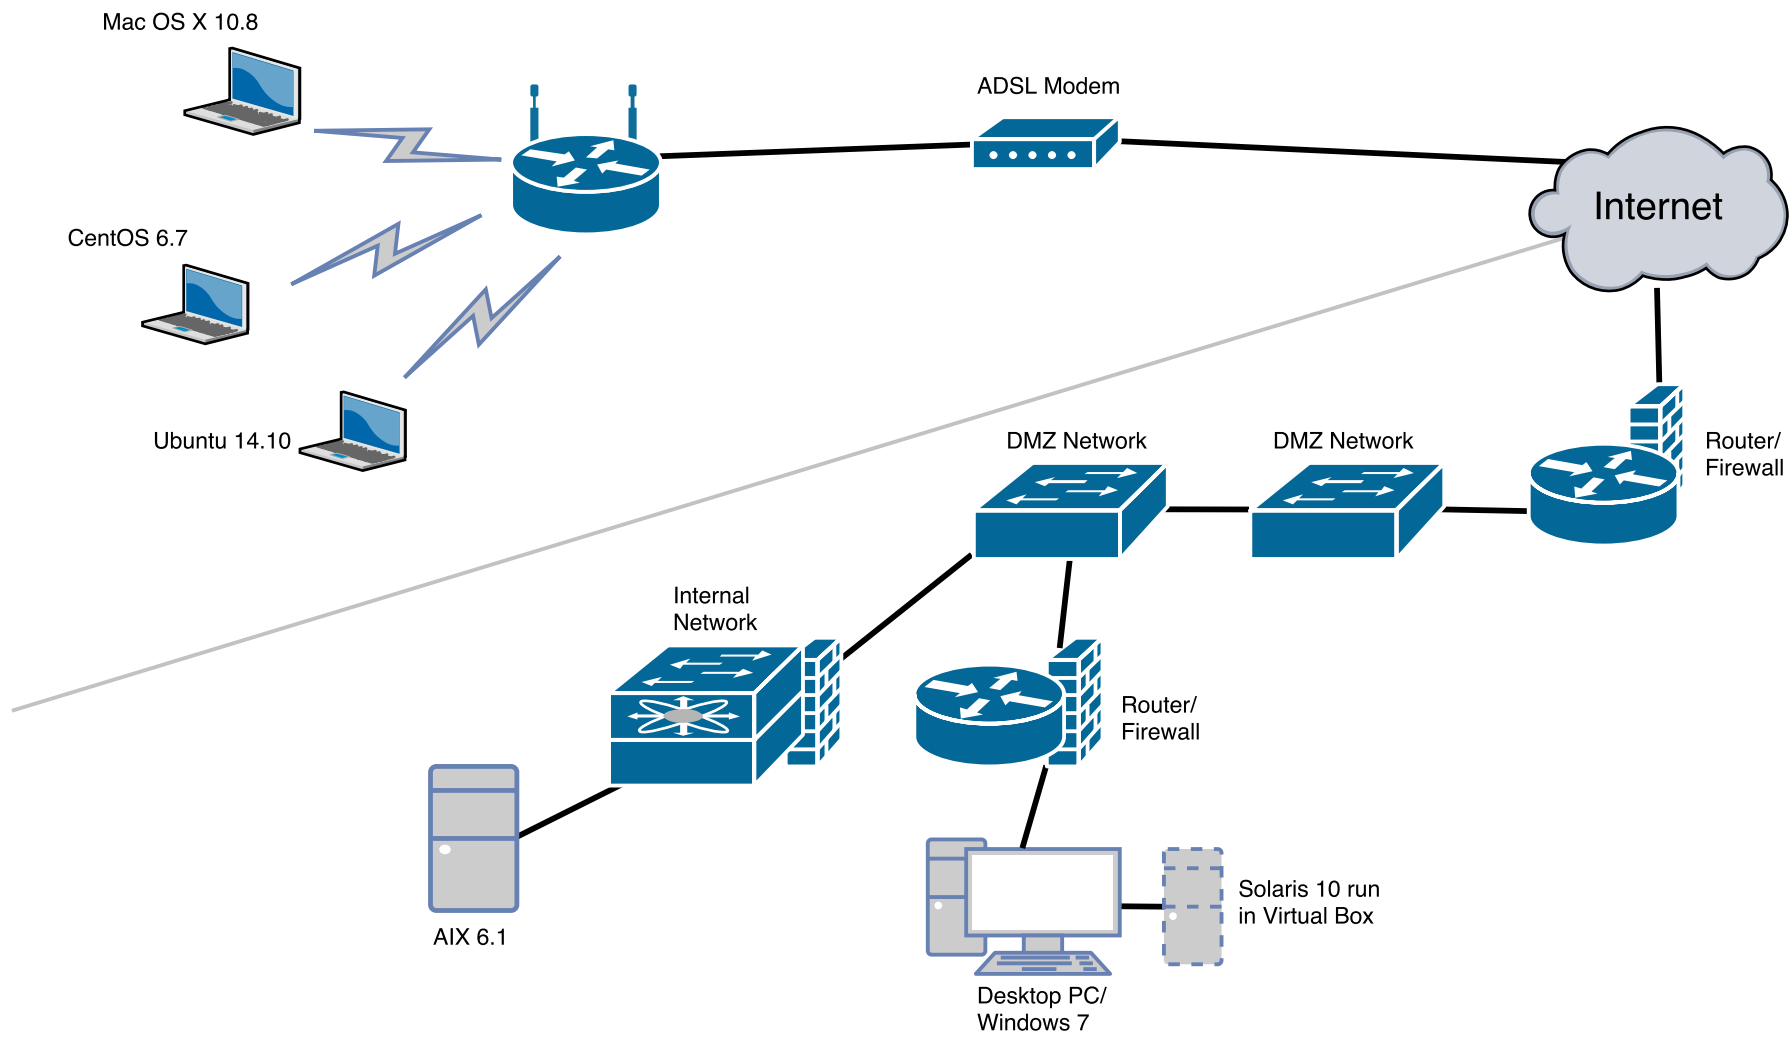 Mac OS X 10.8
ADSL Modem
Internet
CentOS 6.7
Ubuntu 14.10
DMZ Network
DMZ Network
Router/
Firewall
Internal
Network
Router/
Firewall
AIX 6.1
Solaris 10 run
in Virtual Box
Desktop PC/
Windows 7